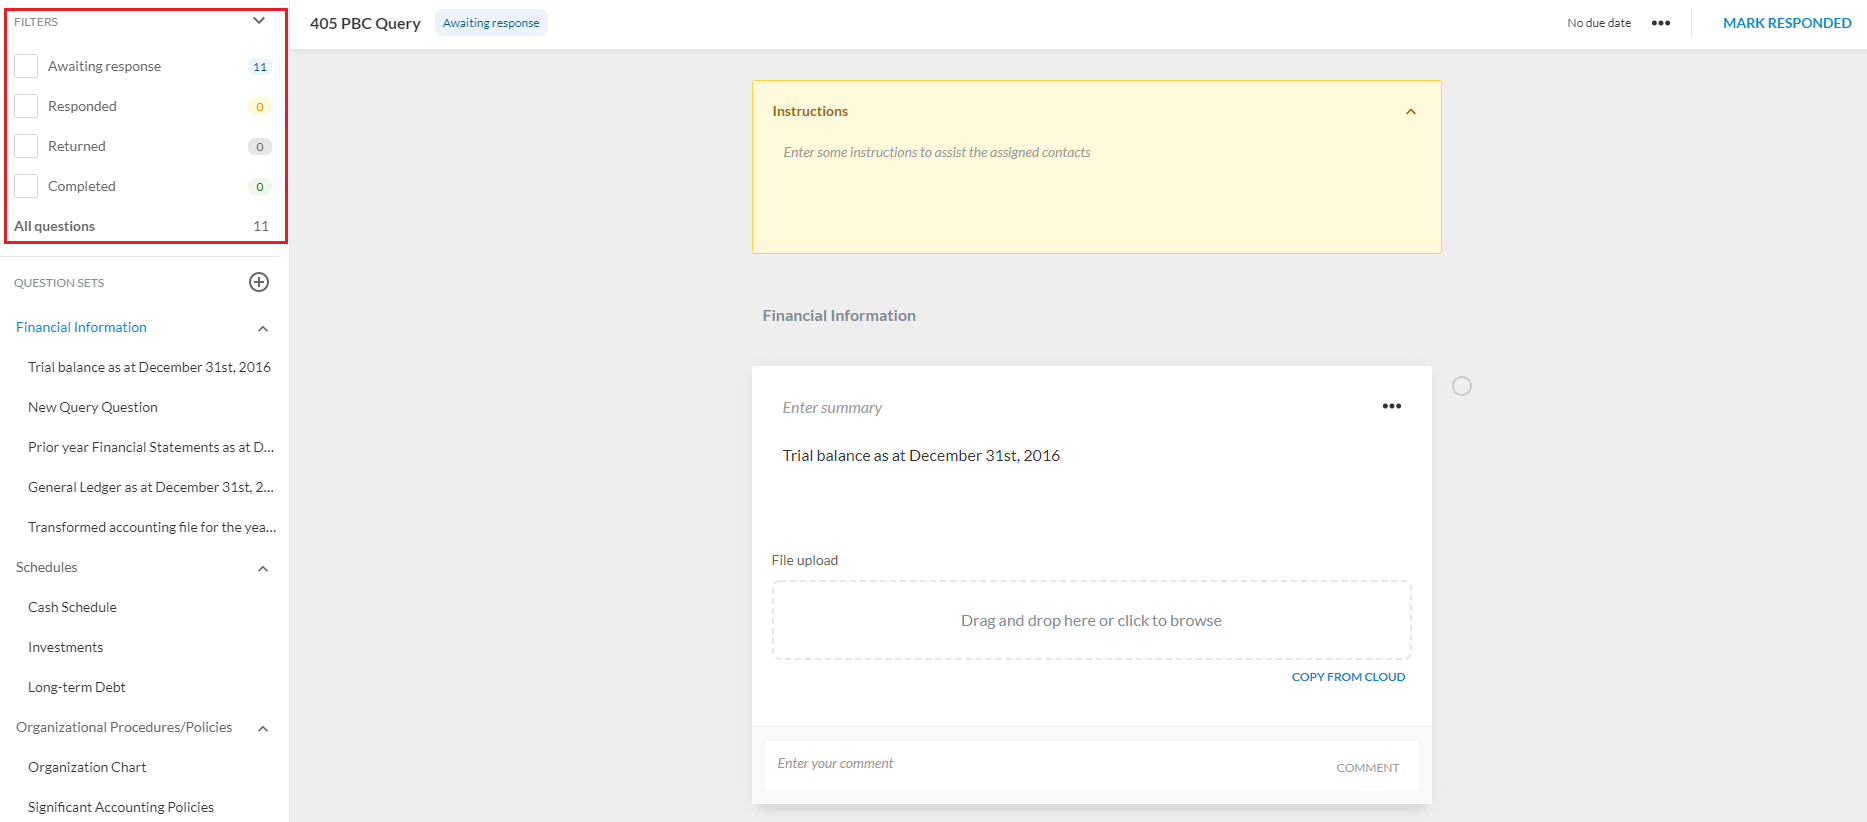 FILTERS
Awaiting response 11
Responded 0
Returned 0
Completed 0
All questions 11
QUESTION SETS
Financial Information
Trial balance as at December 31st, 2016
New Query Question
Prior year Financial Statements as at D...
General Ledger as at December 31st, 2...
Transformed accounting file for the yea...
Schedules
Cash Schedule
Investments
Long-term Debt
Organizational Procedures/Policies
Organization Chart
Significant Accounting Policies
405 PBC Query Awaiting response No due date MARK RESPONDED
Instructions
Enter some instructions to assist the assigned contacts
Financial Information
Enter summary
Trial balance as at December 31st, 2016
File upload
Drag and drop here or click to browse
COPY FROM CLOUD
Enter your comment COMMENT